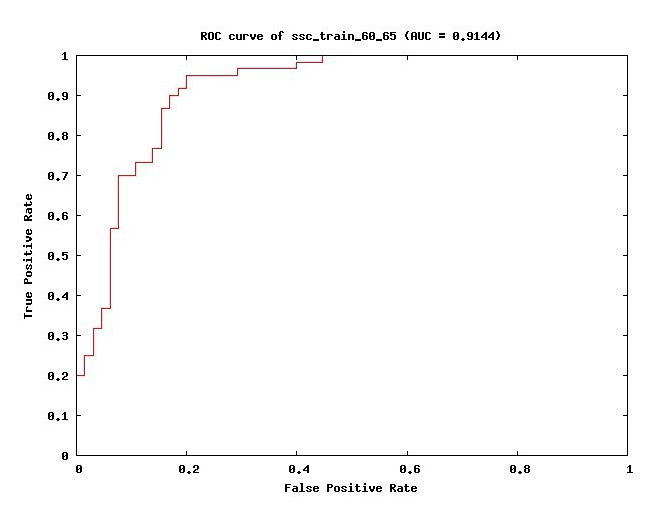 ROC curve of ssc_train_60_65 (AUC = 0.9144)
1
0.9
0.8
0.7
0.6
0.5
0.4
0.3
0.2
0.1
0
True Positive Rate
0 0.2 0.4 0.6 0.8 1
False Positive Rate